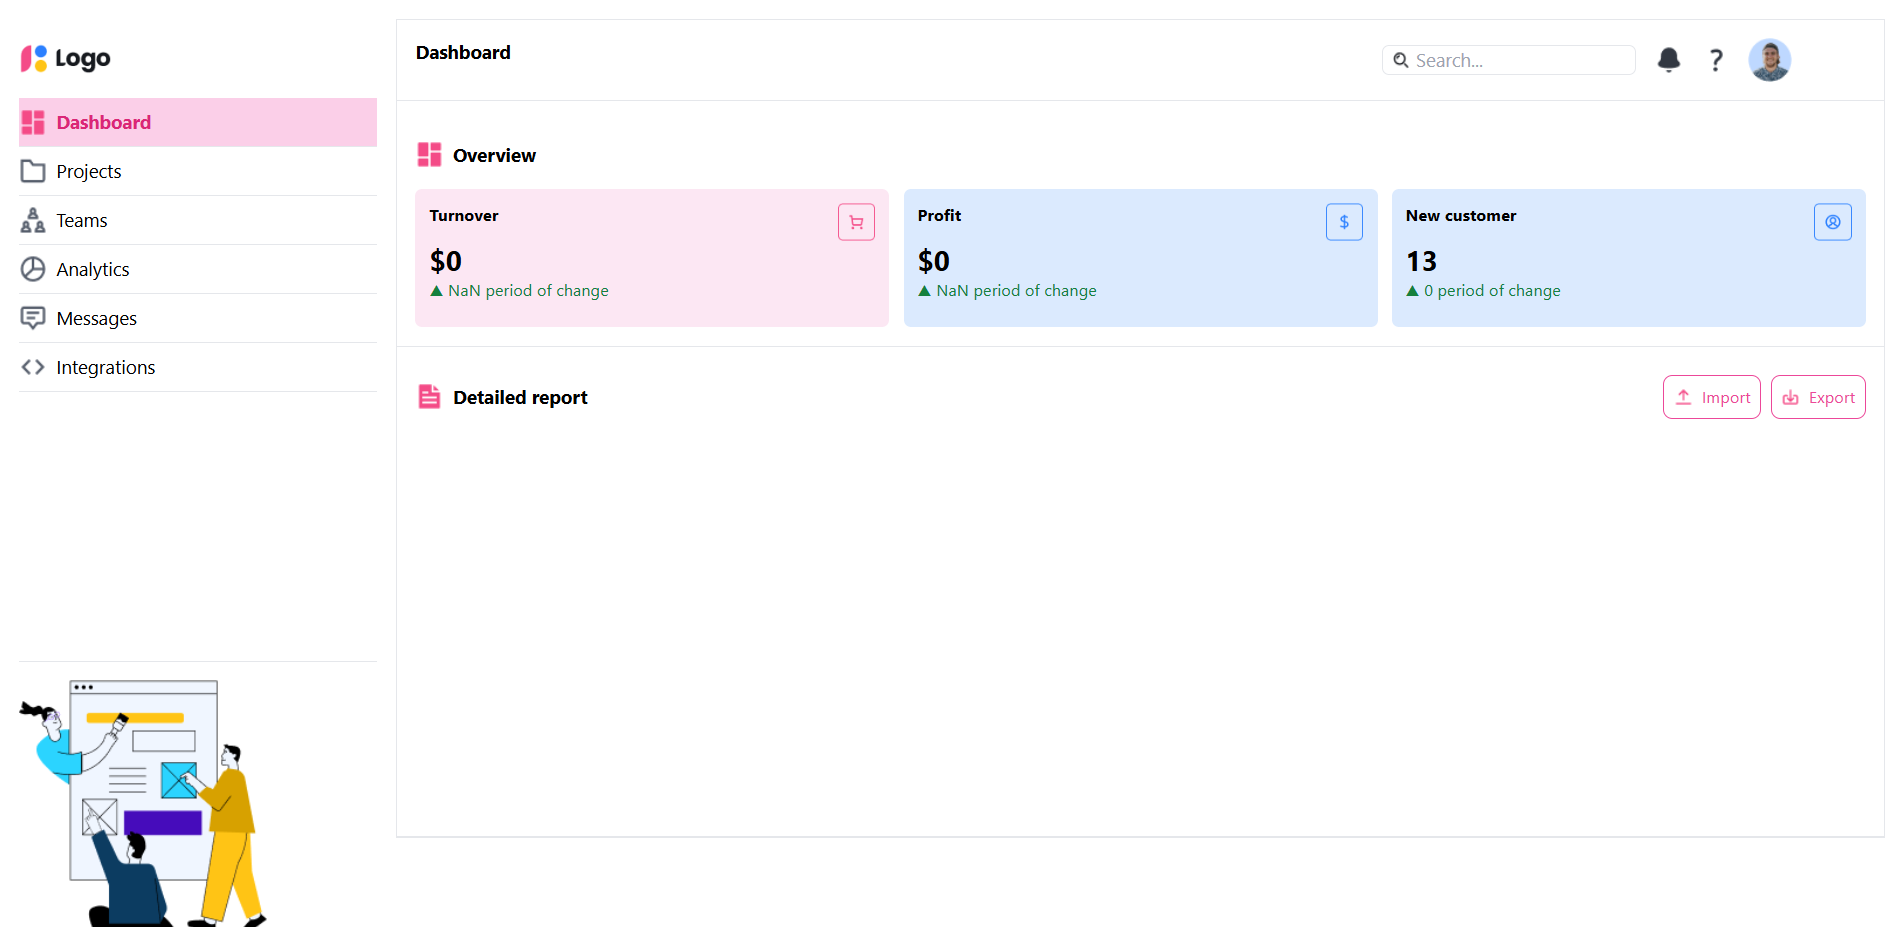 Logo
Dashboard
Projects
Teams
Analytics
Messages
Integrations
Dashboard
Search...
?
Overview
Turnover
$0
▲ NaN period of change
Profit
$
$0
▲ NaN period of change
New customer
13
▲ 0 period of change
Detailed report
Import
Export